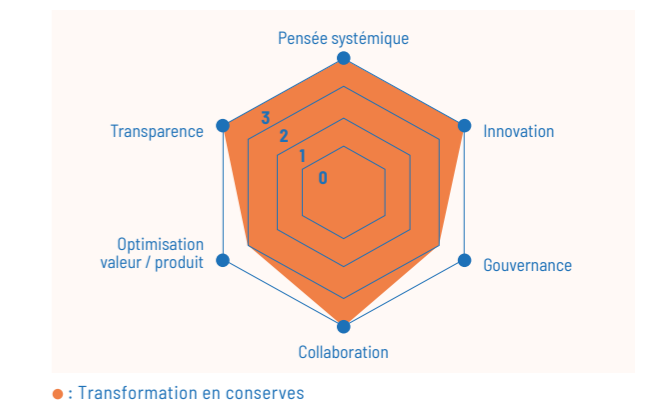 Pensée systémique
3
Transparence
Innovation
2
1
0
Optimisation
valeur / produit
Gouvernance
Collaboration
: Transformation en conserves